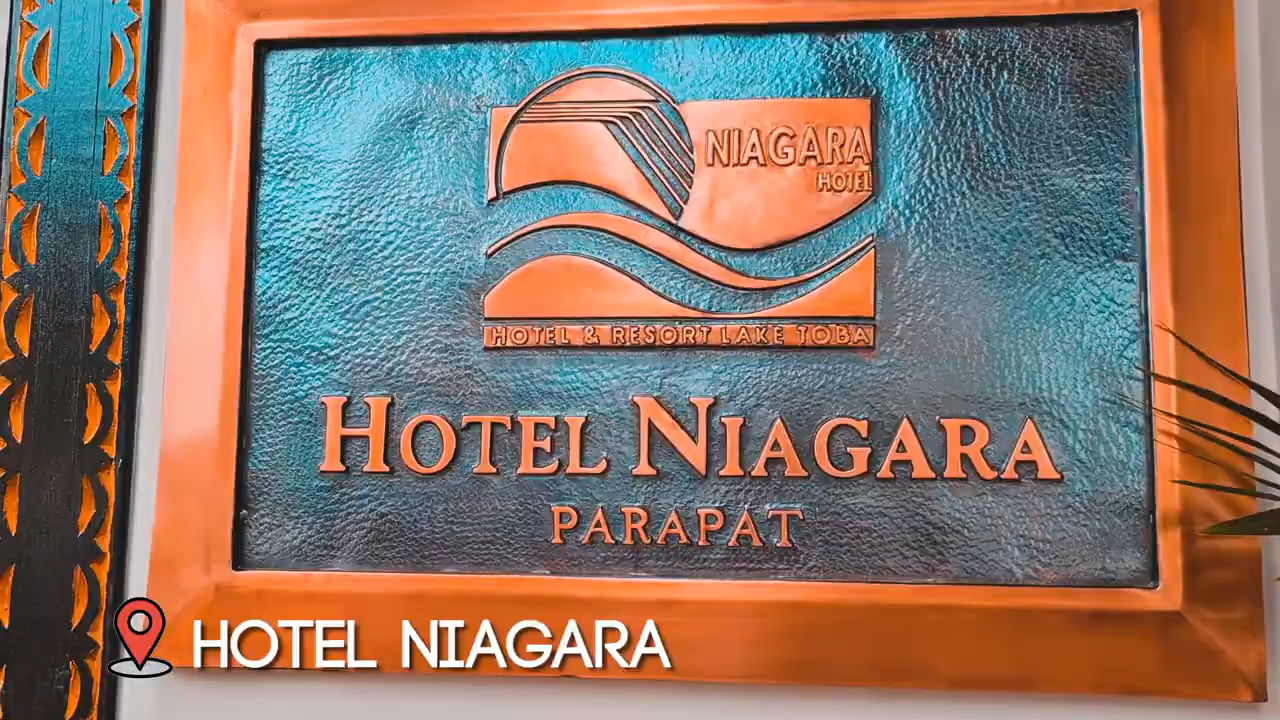 NIAGARA
HOTEL
HOTEL & RESORT LAKE TOBA
HOTEL NIAGARA
PARAPAT
HOTEL NIAGARA